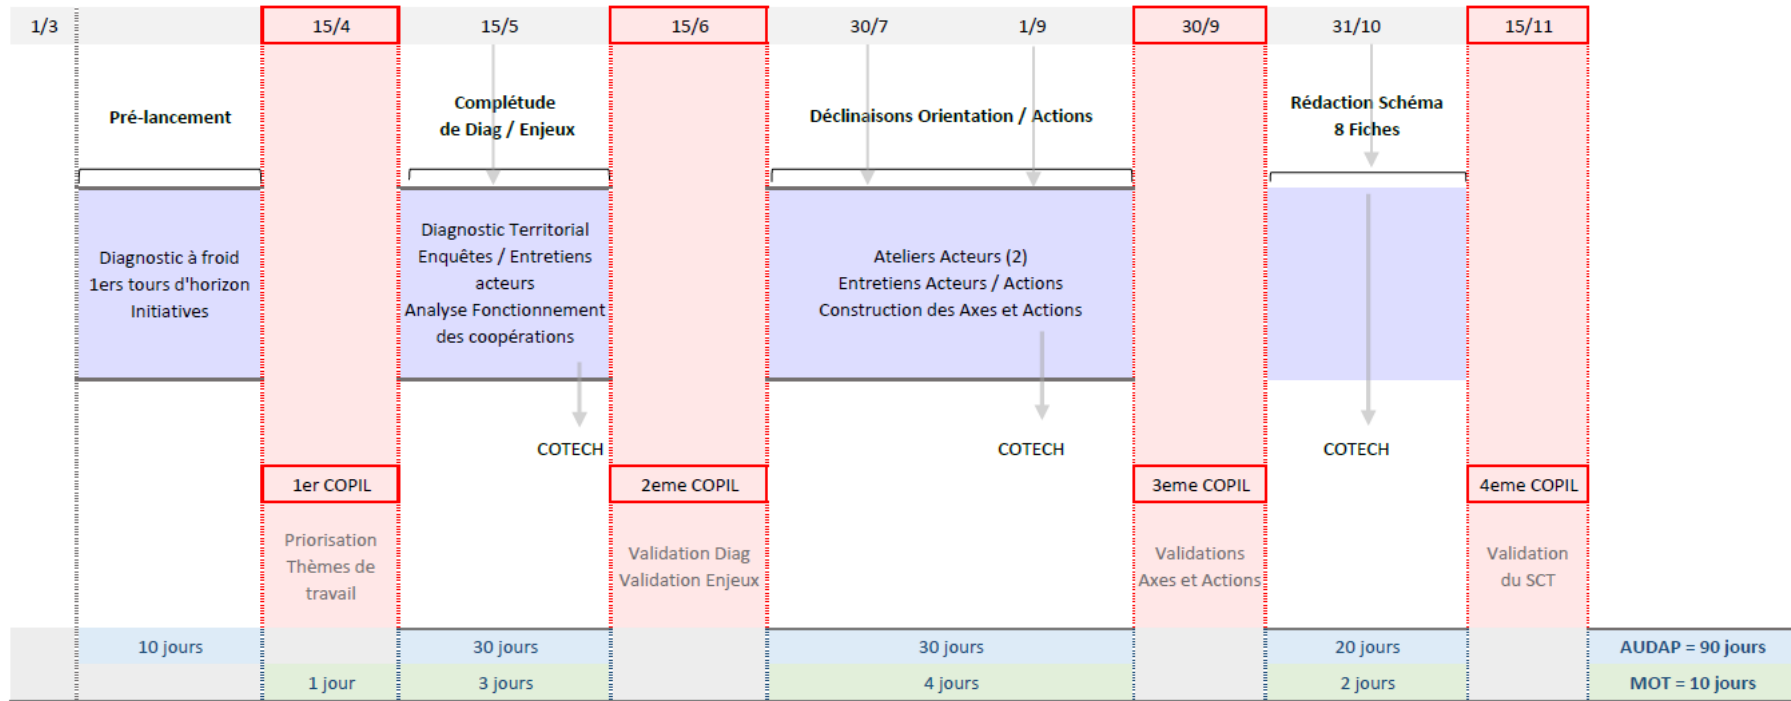 1/3
15/4
15/5
15/6
30/7
1/9
30/9
31/10
15/11
Pré-lancement
Complétude
de Diag / Enjeux
Déclinaisons Orientation / Actions
Rédaction Schéma
8 Fiches
Diagnostic à froid
1ers tours d'horizon
Initiatives
Diagnostic Territorial
Enquêtes / Entretiens
acteurs
Analyse Fonctionnement
des coopérations
Ateliers Acteurs (2)
Entretiens Acteurs / Actions
Construction des Axes et Actions
COTECH
COTECH
COTECH
1er COPIL
2eme COPIL
3eme COPIL
4eme COPIL
Priorisation
Thèmes de
travail
Validation Diag
Validation Enjeux
Validations
Axes et Actions
Validation
du SCT
10 jours
30 jours
30 jours
20 jours
AUDAP = 90 jours
1 jour
3 jours
4 jours
2 jours
MOT = 10 jours